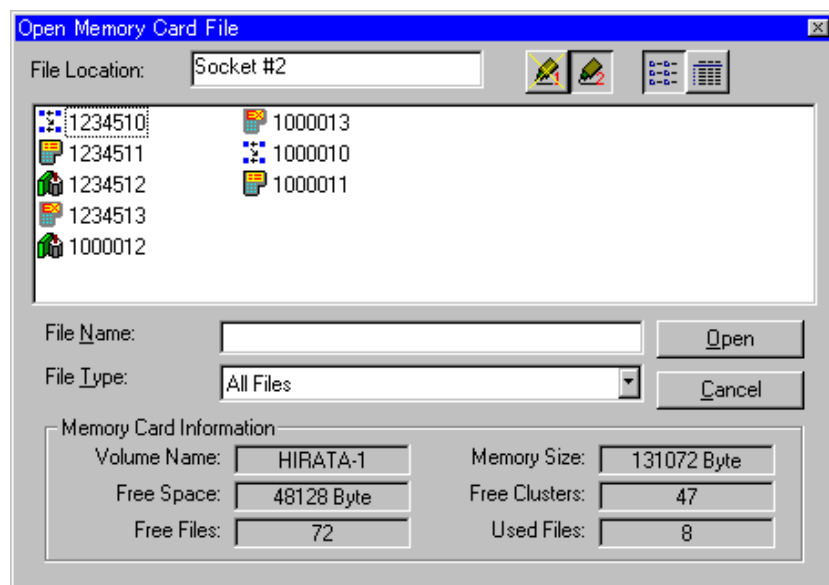 Open Memory Card File
File Location: Socket #2
1 2
1234510 1000013
1234511 1000010
1234512 1000011
1234513
1000012
File Name: Open
File Type: All Files Cancel
Memory Card Information
Volume Name: HIRATA-1 Memory Size: 131072 Byte
Free Space: 48128 Byte Free Clusters: 47
Free Files: 72 Used Files: 8